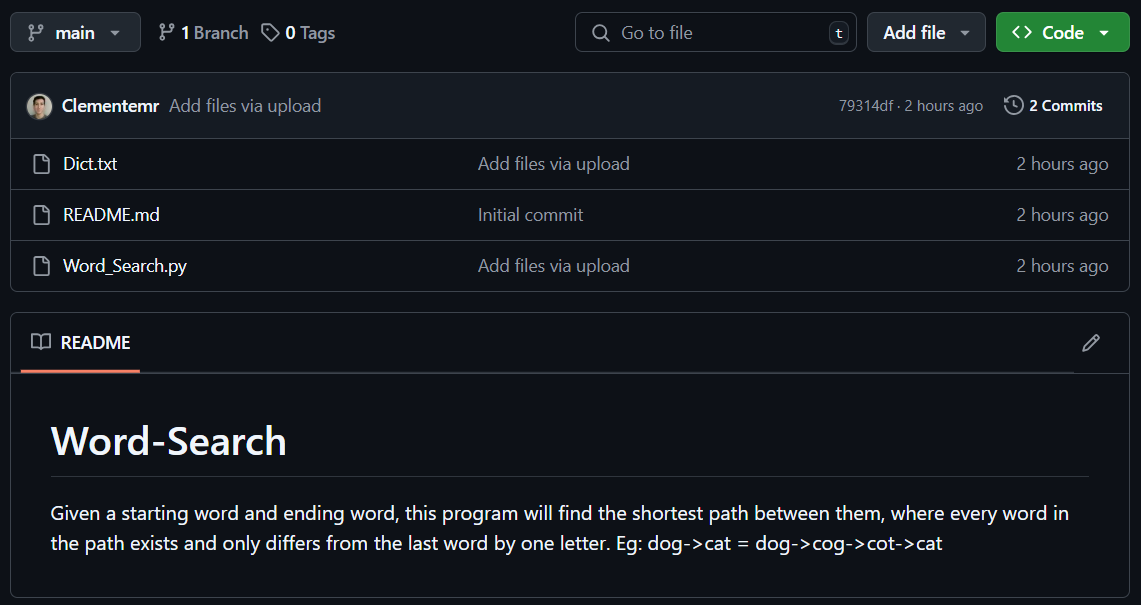 main 1 Branch 0 Tags Go to file t Add file Code
Clementemr Add files via upload 79314df · 2 hours ago 2 Commits
Dict.txt Add files via upload 2 hours ago
README.md Initial commit 2 hours ago
Word_Search.py Add files via upload 2 hours ago
README
Word-Search
Given a starting word and ending word, this program will find the shortest path between them, where every word in
the path exists and only differs from the last word by one letter. Eg: dog->cat = dog->cog->cot->cat